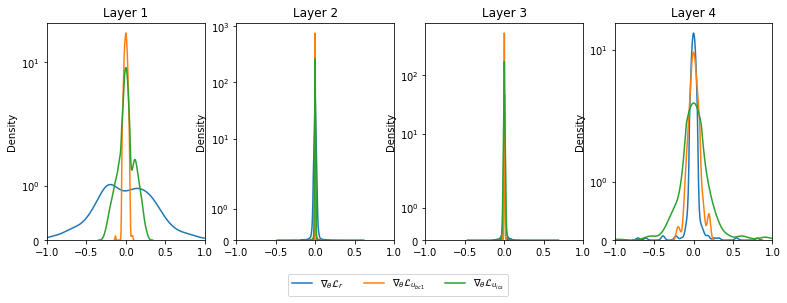 Layer 1 Layer 2 Layer 3 Layer 4
10¹ 10³ 10² 10¹
10² 10¹
10¹
10⁰ 10⁰ 10⁰ 10⁰
0 0 0 0
Density Density Density Density
−1.0 −0.5 0.0 0.5 1.0 −1.0 −0.5 0.0 0.5 1.0 −1.0 −0.5 0.0 0.5 1.0 −1.0 −0.5 0.0 0.5 1.0
∇θℒr ∇θℒu_bc1 ∇θℒu_ics